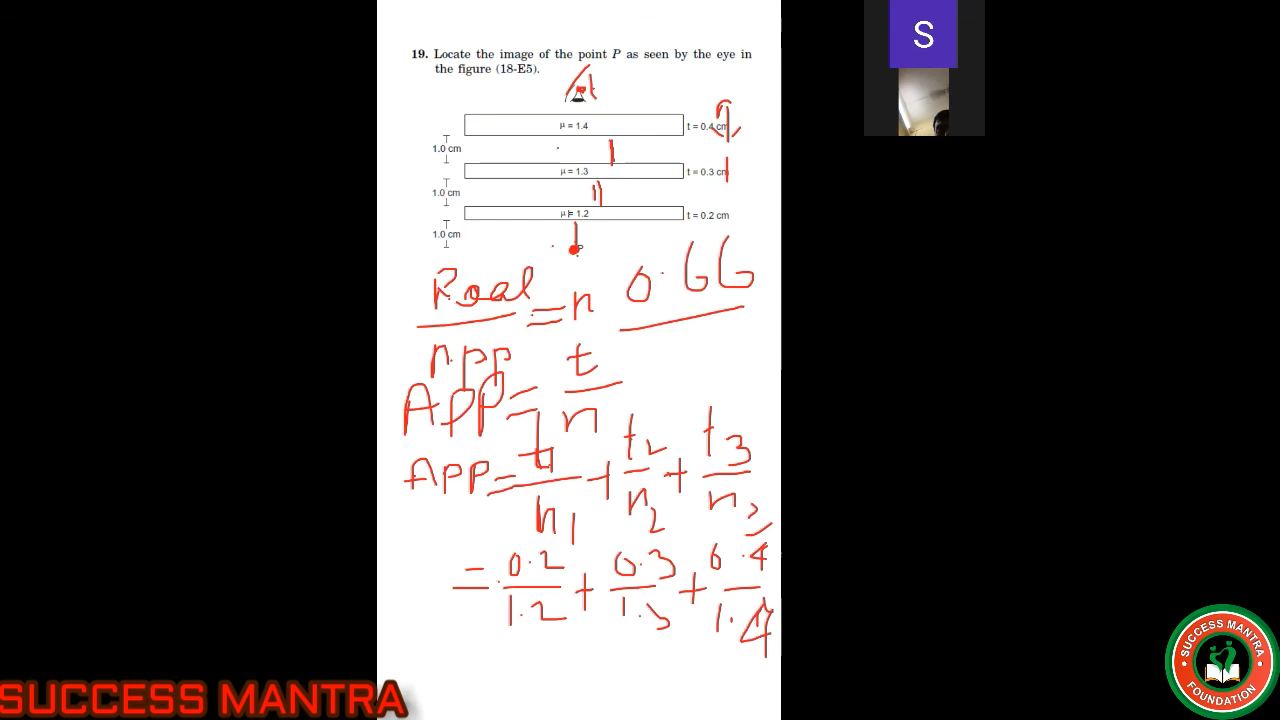 S
19. Locate the image of the point P as seen by the eye in
the figure (18-E5).
μ = 1.4
t = 0.4 cm
1.0 cm
μ = 1.3
t = 0.3 cm
1.0 cm
μ = 1.2
t = 0.2 cm
1.0 cm
P
Real = n
0.66
App
APP = t/n
APP = t1/n1 + t2/n2 + t3/n3
= 0.2/1.2 + 0.3/1.3 + 0.4/1.4
SUCCESS MANTRA
SUCCESS MANTRA
FOUNDATION